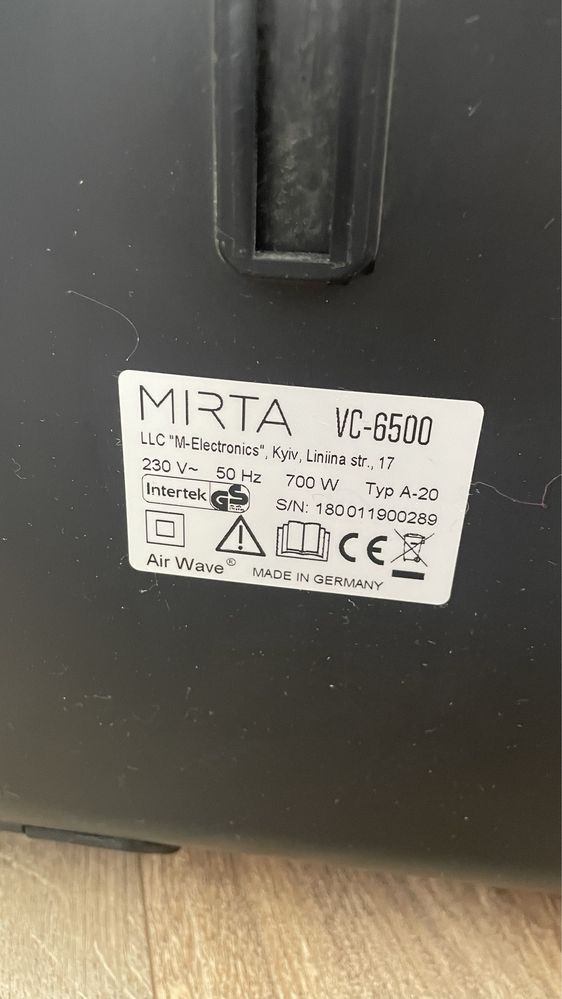 MIRTA VC-6500
LLC "M-Electronics", Kyiv, Liniina str., 17
230 V~ 50 Hz 700 W Typ A-20
Intertek GS S/N: 180011900289
CE
Air Wave® MADE IN GERMANY